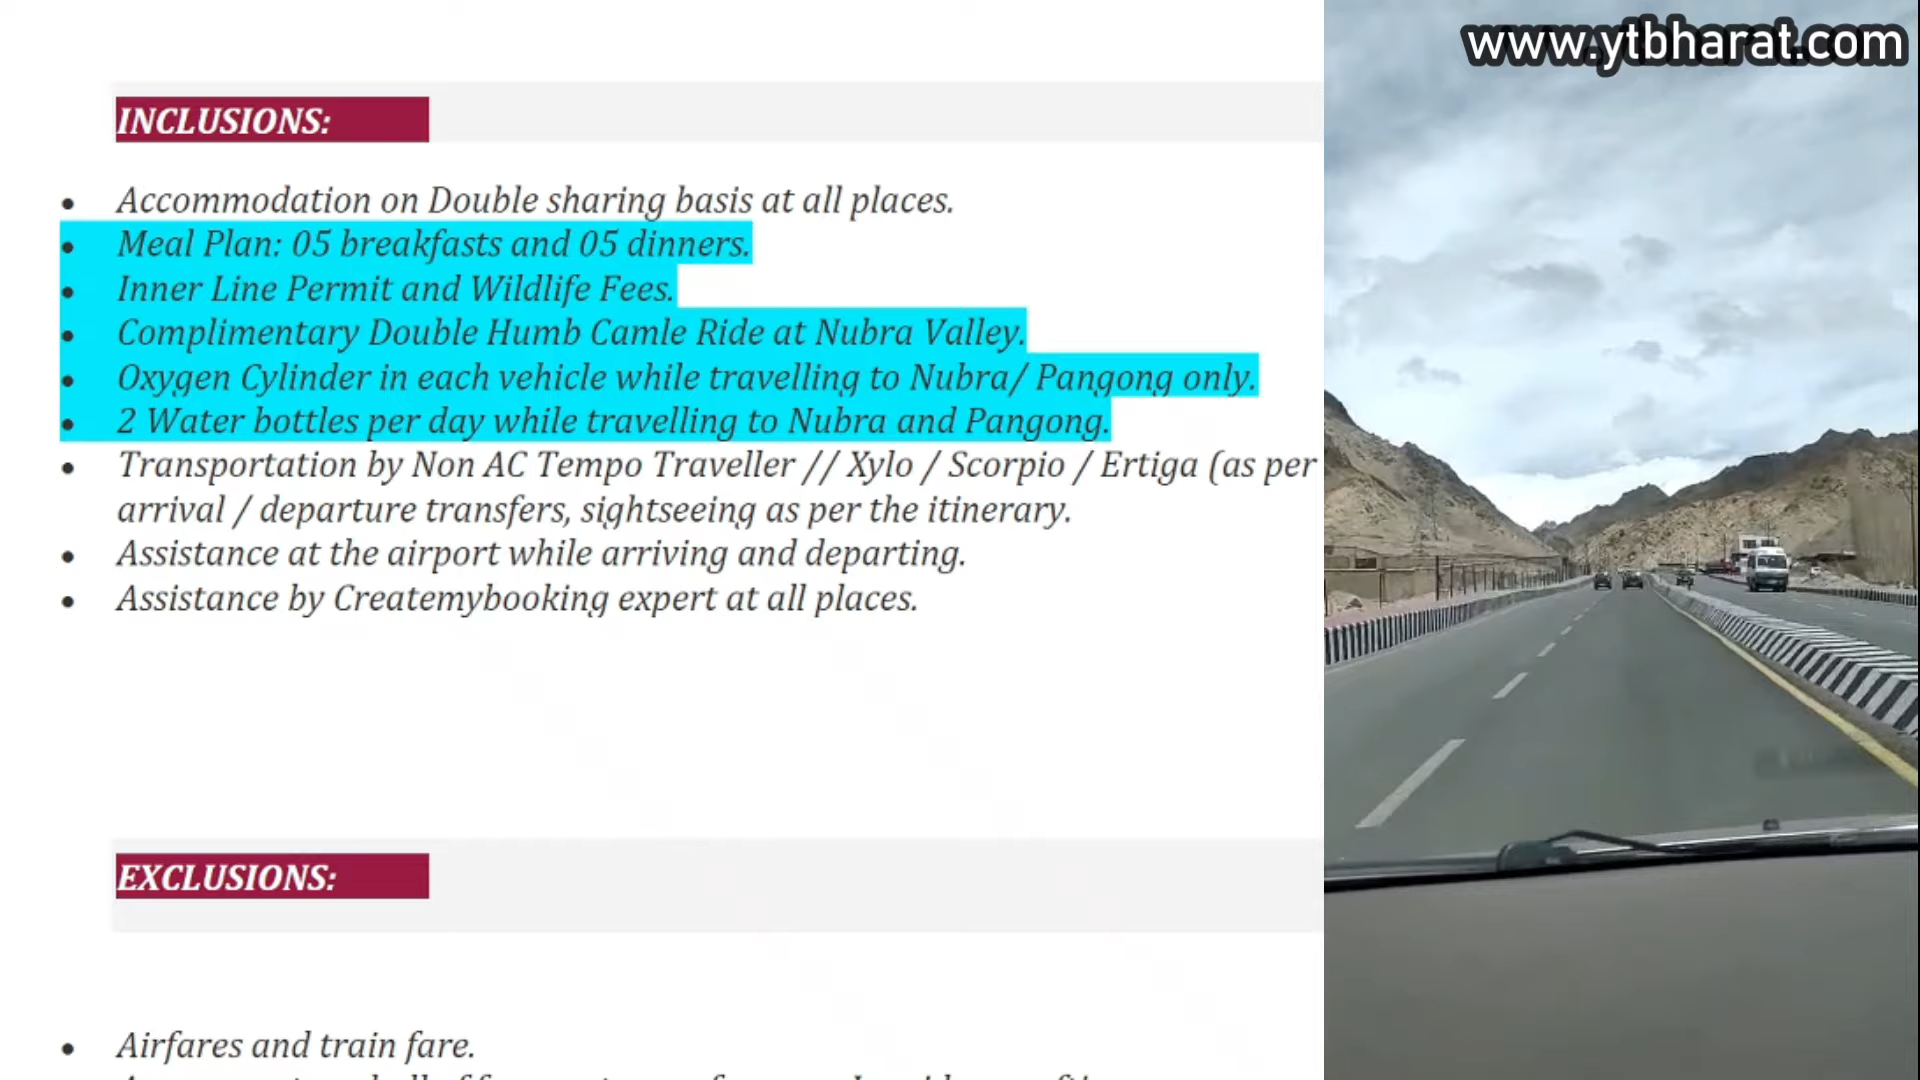 www.ytbharat.com
INCLUSIONS:
Accommodation on Double sharing basis at all places.
Meal Plan: 05 breakfasts and 05 dinners.
Inner Line Permit and Wildlife Fees.
Complimentary Double Humb Camle Ride at Nubra Valley.
Oxygen Cylinder in each vehicle while travelling to Nubra/ Pangong only.
2 Water bottles per day while travelling to Nubra and Pangong.
Transportation by Non AC Tempo Traveller // Xylo / Scorpio / Ertiga (as per
arrival / departure transfers, sightseeing as per the itinerary.
Assistance at the airport while arriving and departing.
Assistance by Createmybooking expert at all places.
EXCLUSIONS:
Airfares and train fare.